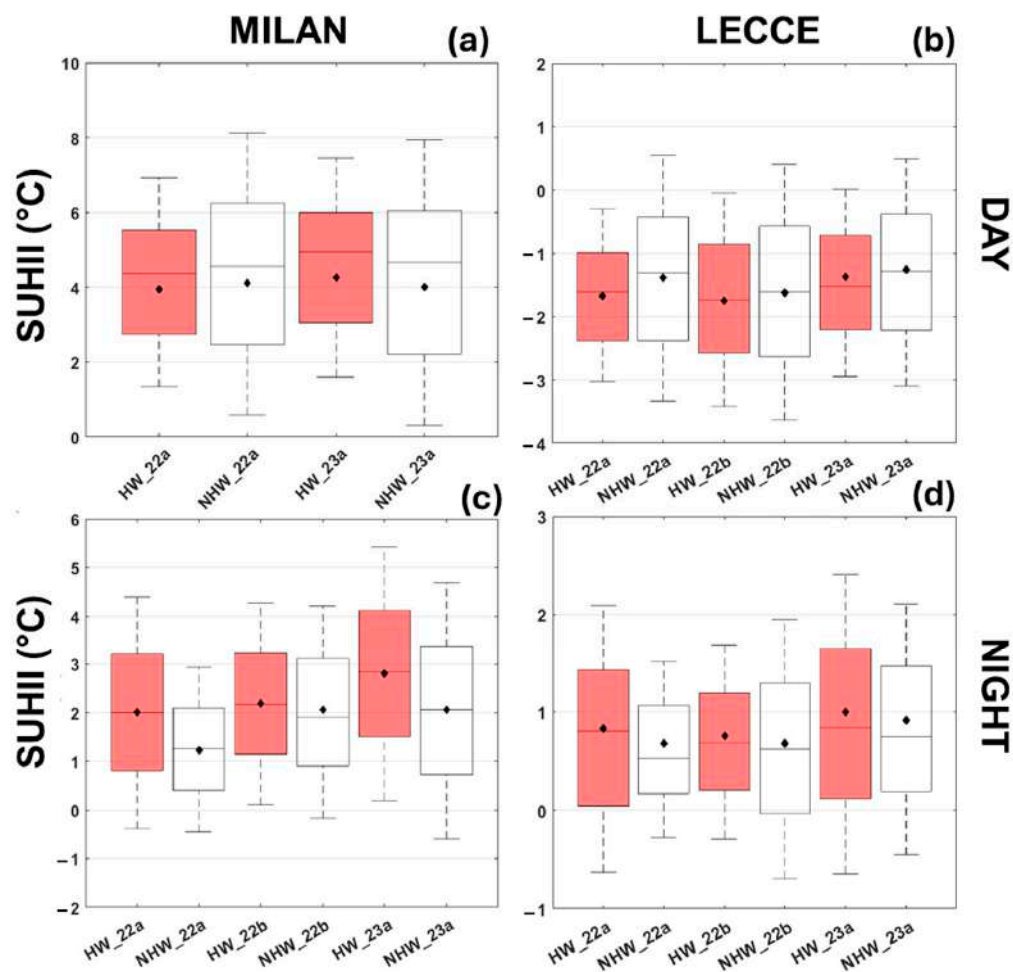 MILAN
(a)
LECCE
(b)
10
8
6
4
2
0
SUHII (°C)
HW_22a
NHW_22a
HW_23a
NHW_23a
2
1
0
−1
−2
−3
−4
DAY
HW_22a
NHW_22a
HW_22b
NHW_22b
HW_23a
NHW_23a
(c)
6
5
4
3
2
1
0
−1
−2
SUHII (°C)
HW_22a
NHW_22a
HW_22b
NHW_22b
HW_23a
NHW_23a
(d)
3
2
1
0
−1
NIGHT
HW_22a
NHW_22a
HW_22b
NHW_22b
HW_23a
NHW_23a